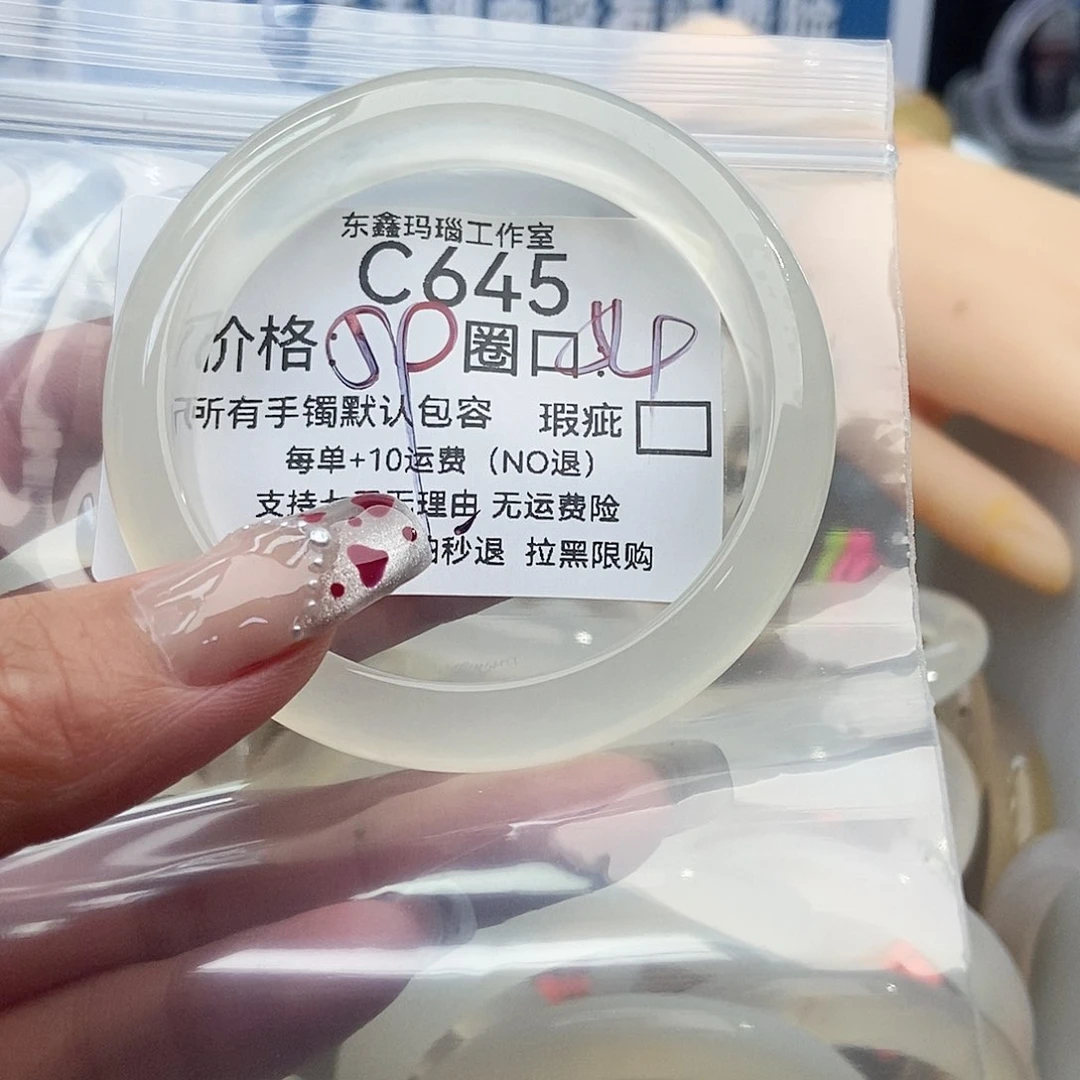 东鑫玛瑙工作室
C645
价格 圈口
所有手镯默认包容 瑕疵
每单+10运费（NO退）
支持 理由 无运费险
秒退 拉黑限购